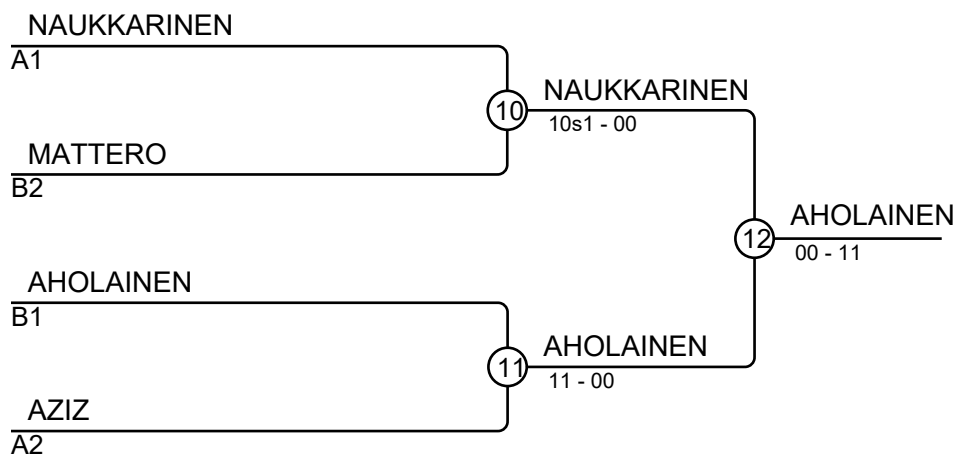 NAUKKARINEN
A1
10
NAUKKARINEN
10s1 - 00
MATTERO
B2
12
AHOLAINEN
00 - 11
AHOLAINEN
B1
11
AHOLAINEN
11 - 00
AZIZ
A2